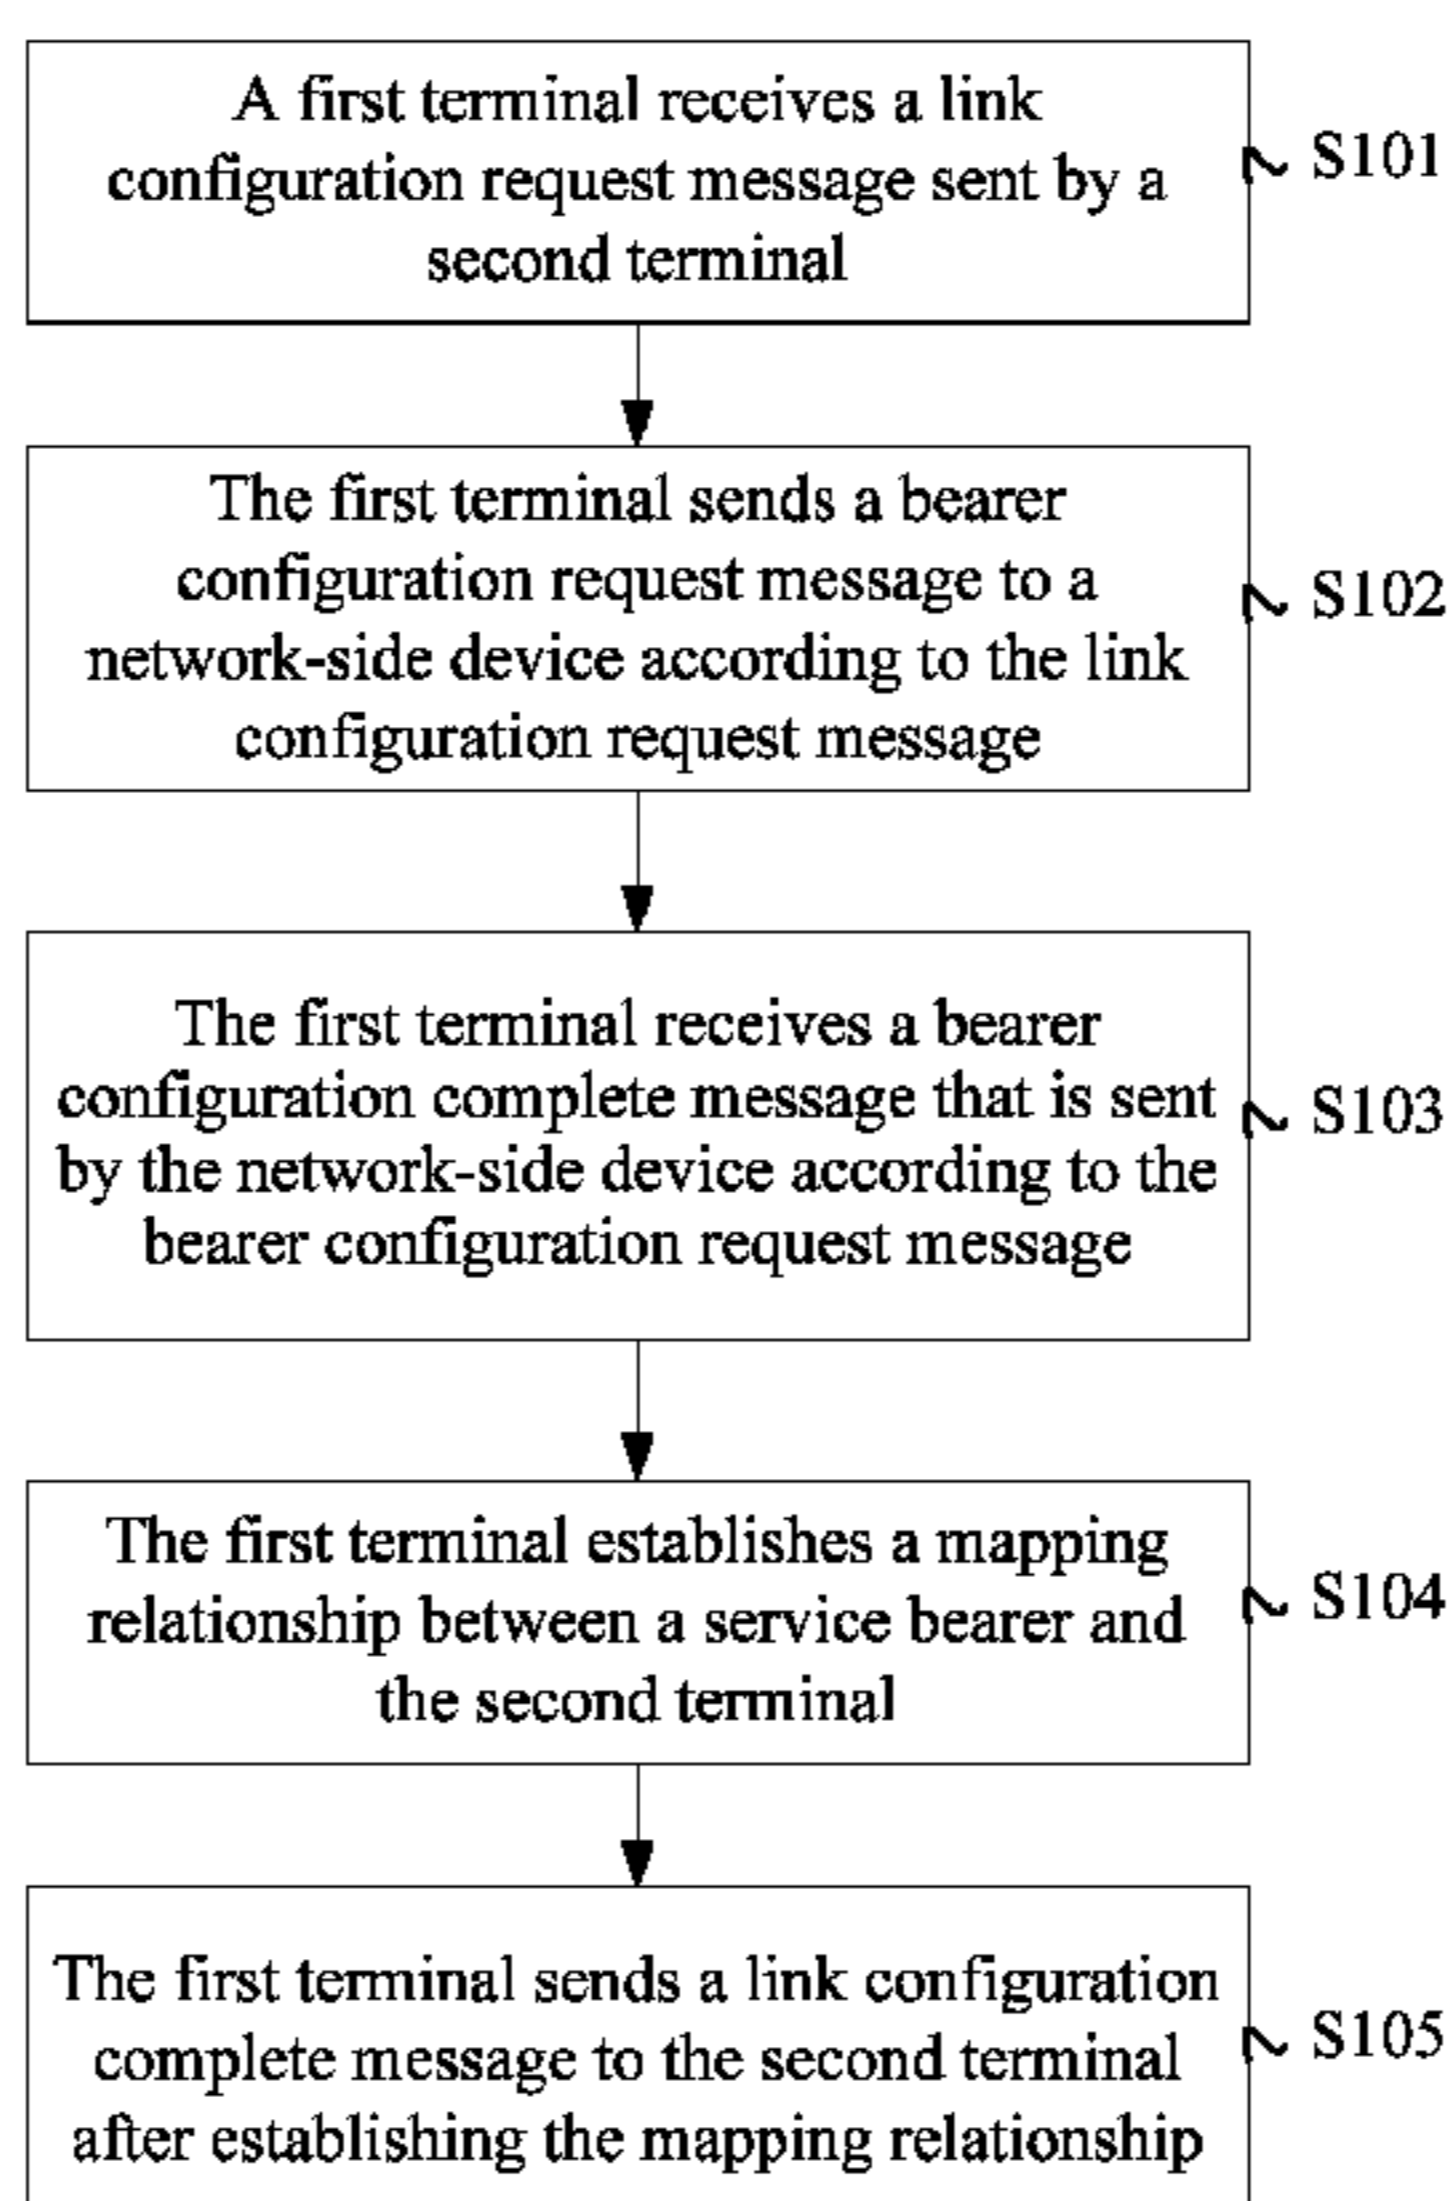 A first terminal receives a link
configuration request message sent by a
second terminal
S101
The first terminal sends a bearer
configuration request message to a
network-side device according to the link
configuration request message
S102
The first terminal receives a bearer
configuration complete message that is sent
by the network-side device according to the
bearer configuration request message
S103
The first terminal establishes a mapping
relationship between a service bearer and
the second terminal
S104
The first terminal sends a link configuration
complete message to the second terminal
after establishing the mapping relationship
S105